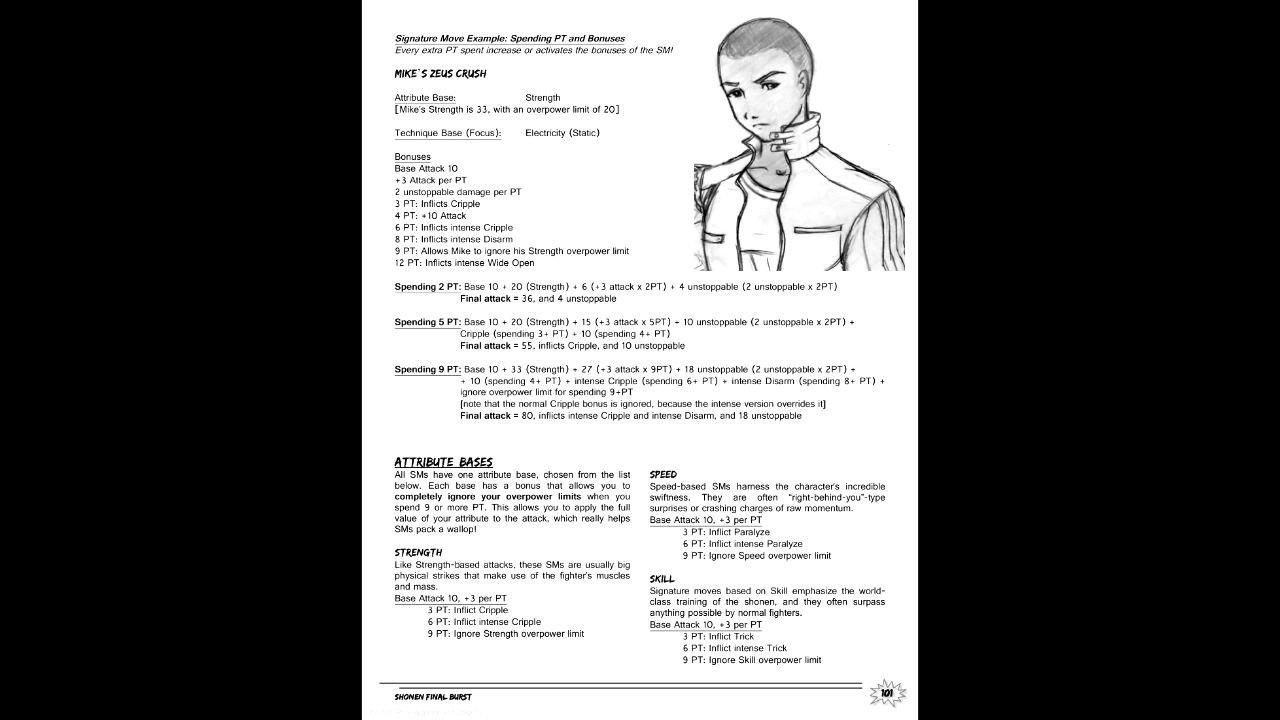 Signature Move Example: Spending PT and Bonuses
Every extra PT spent increase or activates the bonuses of the SM!
MIKE`S ZEUS CRUSH
Attribute Base: Strength
[Mike's Strength is 33, with an overpower limit of 20]
Technique Base (Focus): Electricity (Static)
Bonuses
Base Attack 10
+3 Attack per PT
2 unstoppable damage per PT
3 PT: Inflicts Cripple
4 PT: +10 Attack
6 PT: Inflicts intense Cripple
8 PT: Inflicts intense Disarm
9 PT: Allows Mike to ignore his Strength overpower limit
12 PT: Inflicts intense Wide Open
Spending 2 PT: Base 10 + 20 (Strength) + 6 (+3 attack x 2PT) + 4 unstoppable (2 unstoppable x 2PT)
Final attack = 36, and 4 unstoppable
Spending 5 PT: Base 10 + 20 (Strength) + 15 (+3 attack x 5PT) + 10 unstoppable (2 unstoppable x 2PT) +
Cripple (spending 3+ PT) + 10 (spending 4+ PT)
Final attack = 55, inflicts Cripple, and 10 unstoppable
Spending 9 PT: Base 10 + 33 (Strength) + 27 (+3 attack x 9PT) + 18 unstoppable (2 unstoppable x 2PT) +
+ 10 (spending 4+ PT) + intense Cripple (spending 6+ PT) + intense Disarm (spending 8+ PT) +
ignore overpower limit for spending 9+PT
[note that the normal Cripple bonus is ignored, because the intense version overrides it]
Final attack = 80, inflicts intense Cripple and intense Disarm, and 18 unstoppable
ATTRIBUTE BASES
All SMs have one attribute base, chosen from the list
below. Each base has a bonus that allows you to
completely ignore your overpower limits when you
spend 9 or more PT. This allows you to apply the full
value of your attribute to the attack, which really helps
SMs pack a wallop!
STRENGTH
Like Strength-based attacks, these SMs are usually big
physical strikes that make use of the fighter's muscles
and mass.
Base Attack 10, +3 per PT
3 PT: Inflict Cripple
6 PT: Inflict intense Cripple
9 PT: Ignore Strength overpower limit
SPEED
Speed-based SMs harness the character's incredible
swiftness. They are often "right-behind-you"-type
surprises or crashing charges of raw momentum.
Base Attack 10, +3 per PT
3 PT: Inflict Paralyze
6 PT: Inflict intense Paralyze
9 PT: Ignore Speed overpower limit
SKILL
Signature moves based on Skill emphasize the world-
class training of the shonen, and they often surpass
anything possible by normal fighters.
Base Attack 10, +3 per PT
3 PT: Inflict Trick
6 PT: Inflict intense Trick
9 PT: Ignore Skill overpower limit
SHONEN FINAL BURST
101